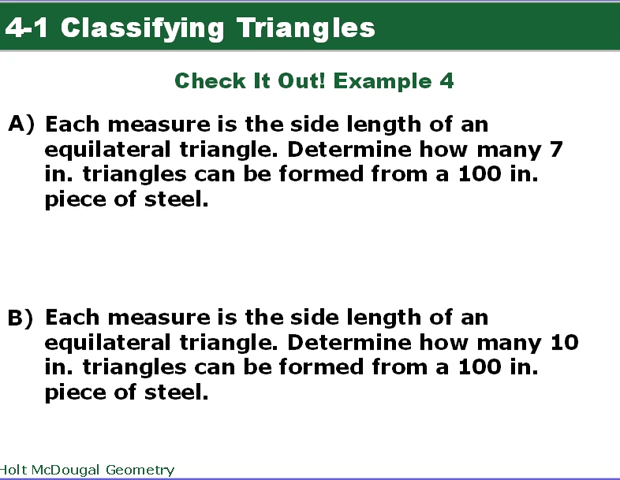 4-1 Classifying Triangles
Check It Out! Example 4
A) Each measure is the side length of an
equilateral triangle. Determine how many 7
in. triangles can be formed from a 100 in.
piece of steel.
B) Each measure is the side length of an
equilateral triangle. Determine how many 10
in. triangles can be formed from a 100 in.
piece of steel.
Holt McDougal Geometry